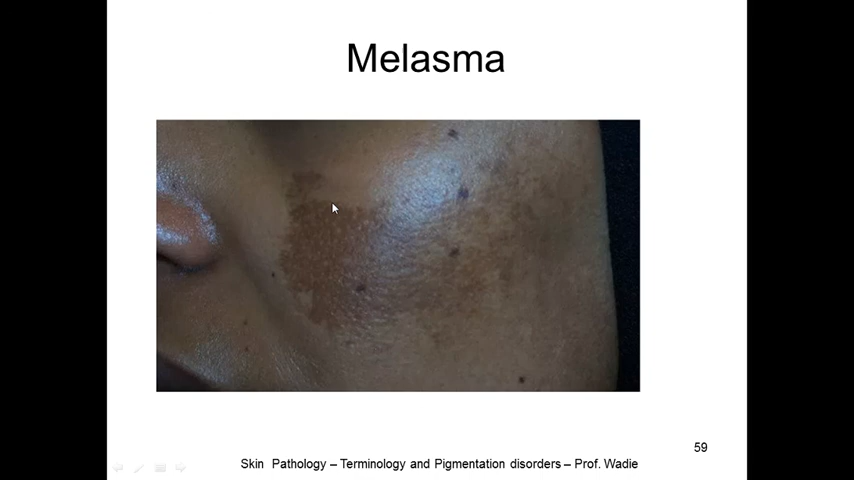 Melasma
59
Skin Pathology – Terminology and Pigmentation disorders – Prof. Wadie